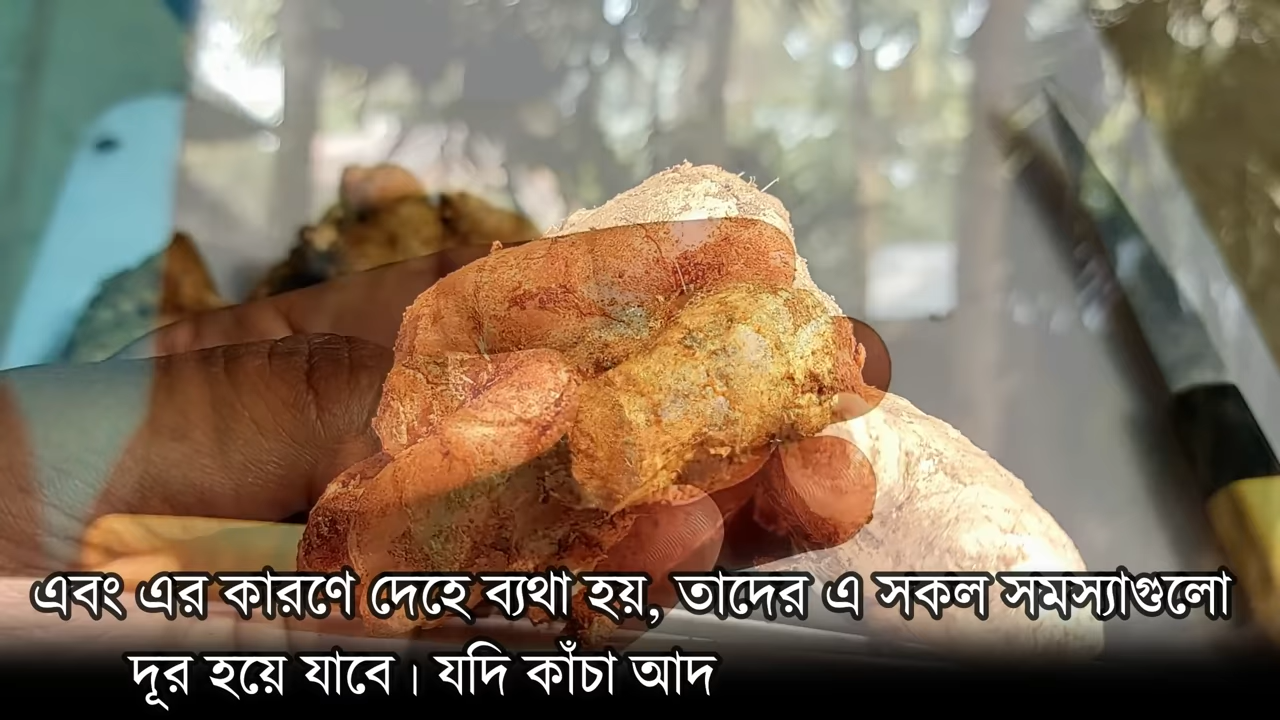 এবং এর কারণে দেহে ব্যথা হয়, তাদের এ সকল সমস্যাগুলো
দূর হয়ে যাবে। যদি কাঁচা আদ